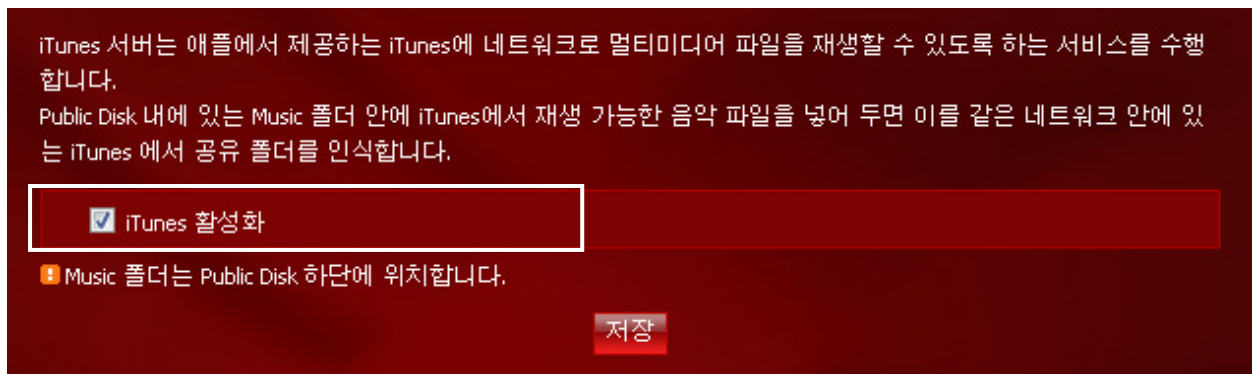 iTunes 서버는 애플에서 제공하는 iTunes에 네트워크로 멀티미디어 파일을 재생할 수 있도록 하는 서비스를 수행
합니다.
Public Disk 내에 있는 Music 폴더 안에 iTunes에서 재생 가능한 음악 파일을 넣어 두면 이를 같은 네트워크 안에 있
는 iTunes 에서 공유 폴더를 인식합니다.
iTunes 활성화
Music 폴더는 Public Disk 하단에 위치합니다.
저장